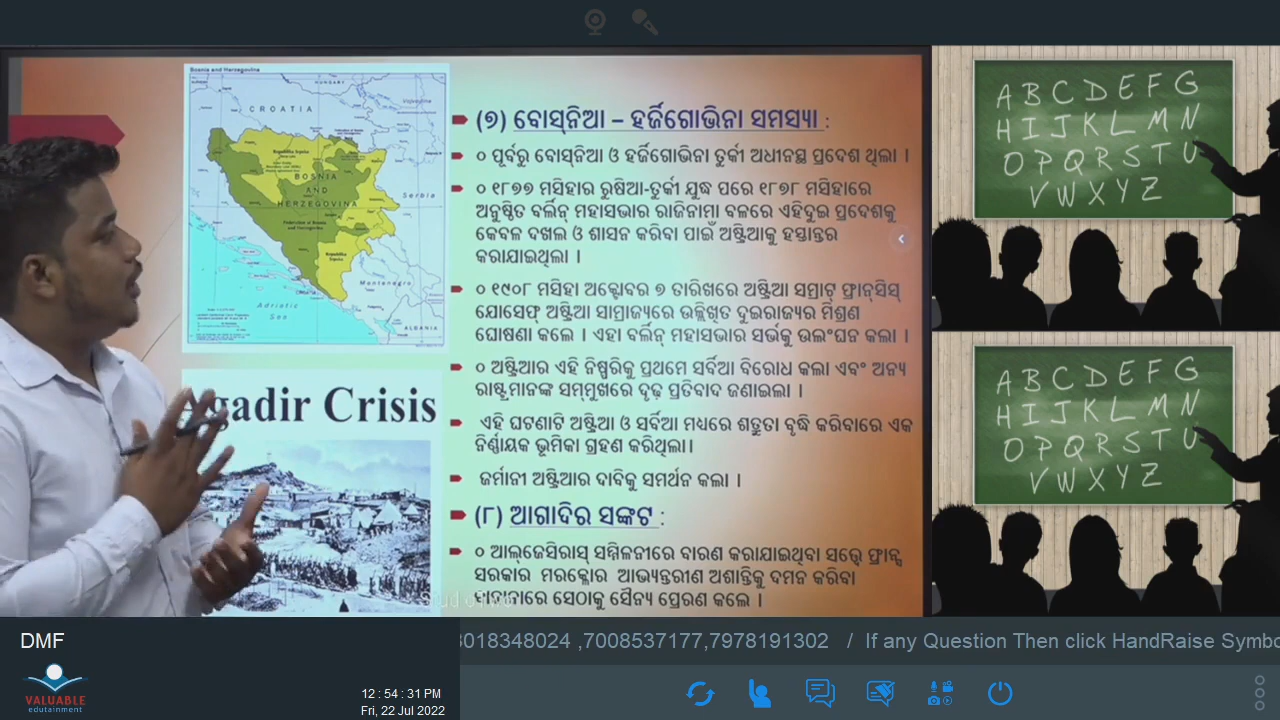 Bosnia and Herzegovina
HUNGARY
CROATIA
Vojvodina
BOSNIA
AND
HERZEGOVINA
Serbia
Montenegro
Adriatic
Sea
ALBANIA
(୭) ବୋସ୍‌ନିଆ – ହର୍ଜିଗୋଭିନା ସମସ୍ୟା :
୦ ପୂର୍ବରୁ ବୋସ୍‌ନିଆ ଓ ହର୍ଜିଗୋଭିନା ତୁର୍କୀ ଅଧୀନସ୍ଥ ପ୍ରଦେଶ ଥିଲା ।
୦ ୧୮୭୭ ମସିହାର ରୁଷିଆ-ତୁର୍କୀ ଯୁଦ୍ଧ ପରେ ୧୮୭୮ ମସିହାରେ
ଅନୁଷ୍ଠିତ ବର୍ଲିନ୍ ମହାସଭାର ରାଜିନାମା ବଳରେ ଏହିଦୁଇ ପ୍ରଦେଶକୁ
କେବଳ ଦଖଲ ଓ ଶାସନ କରିବା ପାଇଁ ଅଷ୍ଟ୍ରିଆକୁ ହସ୍ତାନ୍ତର
କରାଯାଇଥିଲା ।
୦ ୧୯୦୮ ମସିହା ଅକ୍ଟୋବର ୭ ତାରିଖରେ ଅଷ୍ଟ୍ରିଆ ସମ୍ରାଟ୍ ଫ୍ରାନ୍‌ସିସ୍
ଯୋସେଫ୍ ଅଷ୍ଟ୍ରିଆ ସାମ୍ରାଜ୍ୟରେ ଉଲ୍ଲିଖିତ ଦୁଇରାଜ୍ୟର ମିଶ୍ରଣ
ଘୋଷଣା କଲେ । ଏହା ବର୍ଲିନ୍ ମହାସଭାର ସର୍ତ୍ତକୁ ଉଲଂଘନ କଲା ।
୦ ଅଷ୍ଟ୍ରିଆର ଏହି ନିଷ୍ପତ୍ତିକୁ ପ୍ରଥମେ ସର୍ବିଆ ବିରୋଧ କଲା ଏବଂ ଅନ୍ୟ
ରାଷ୍ଟ୍ରମାନଙ୍କ ସମ୍ମୁଖରେ ଦୃଢ଼ ପ୍ରତିବାଦ ଜଣାଇଲା ।
ଏହି ଘଟଣାଟି ଅଷ୍ଟ୍ରିଆ ଓ ସର୍ବିଆ ମଧ୍ୟରେ ଶତ୍ରୁତା ବୃଦ୍ଧି କରିବାରେ ଏକ
ନିର୍ଣ୍ଣାୟକ ଭୂମିକା ଗ୍ରହଣ କରିଥିଲା।
ଜର୍ମାନୀ ଅଷ୍ଟ୍ରିଆର ଦାବିକୁ ସମର୍ଥନ କଲା ।
(୮) ଆଗାଦିର ସଙ୍କଟ :
୦ ଆଲ୍‌ଜେସିରାସ୍ ସମ୍ମିଳନୀରେ ବାରଣ କରାଯାଇଥିବା ସତ୍ତ୍ୱେ ଫ୍ରାନ୍ସ
ସରକାର ମରକ୍କୋର ଆଭ୍ୟନ୍ତରୀଣ ଅଶାନ୍ତିକୁ ଦମନ କରିବା
ବାହାନାରେ ସେଠାକୁ ସୈନ୍ୟ ପ୍ରେରଣ କଲେ ।
Agadir Crisis
A B C D E F G
H I J K L M N
O P Q R S T U
V W X Y Z
A B C D E F G
H I J K L M N
O P Q R S T U
V W X Y Z
DMF
8018348024 ,7008537177,7978191302 / If any Question Then click HandRaise Symbo
VALUABLE
edutainment
12 : 54 : 31 PM
Fri, 22 Jul 2022